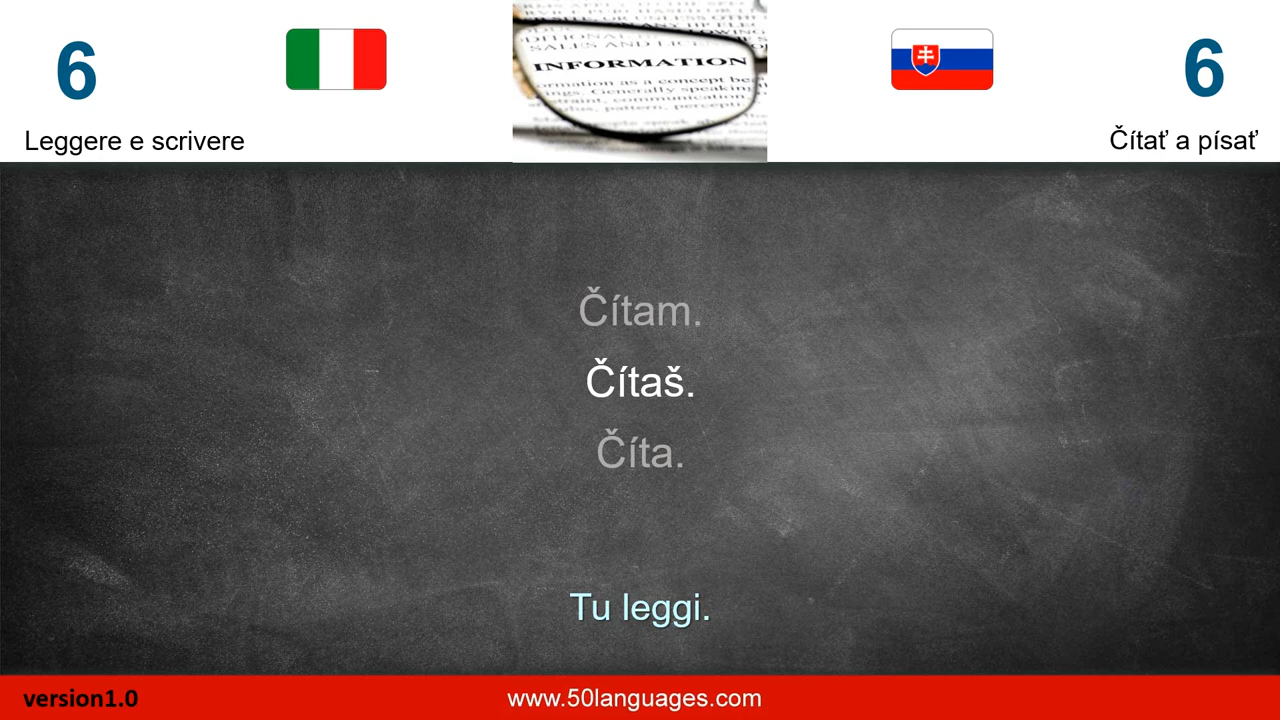 6
6
Leggere e scrivere
Čítať a písať
INFORMATION
Čítam.
Čítaš.
Číta.
Tu leggi.
version1.0
www.50languages.com